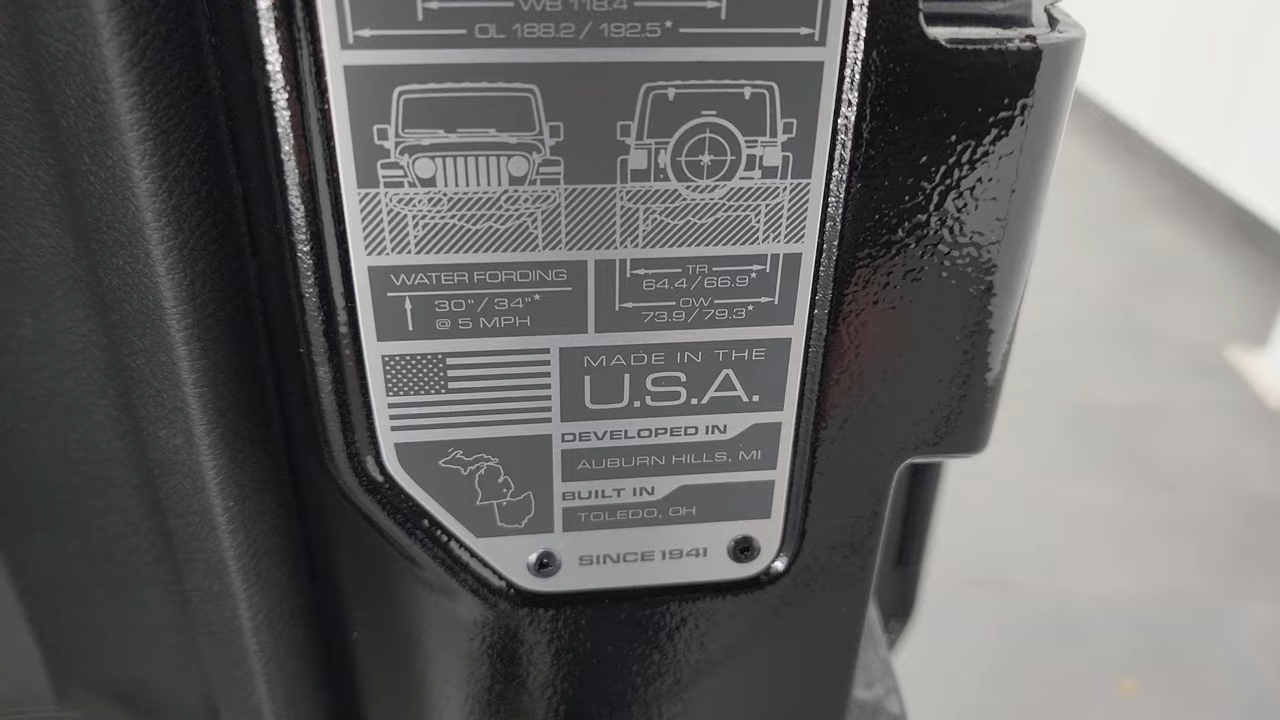 WB 118.4
OL 188.2 / 192.5*
WATER FORDING
30" / 34"*
@ 5 MPH
TR
64.4 / 66.9*
OW
73.9 / 79.3*
MADE IN THE
U.S.A.
DEVELOPED IN
AUBURN HILLS, MI
BUILT IN
TOLEDO, OH
SINCE 1941